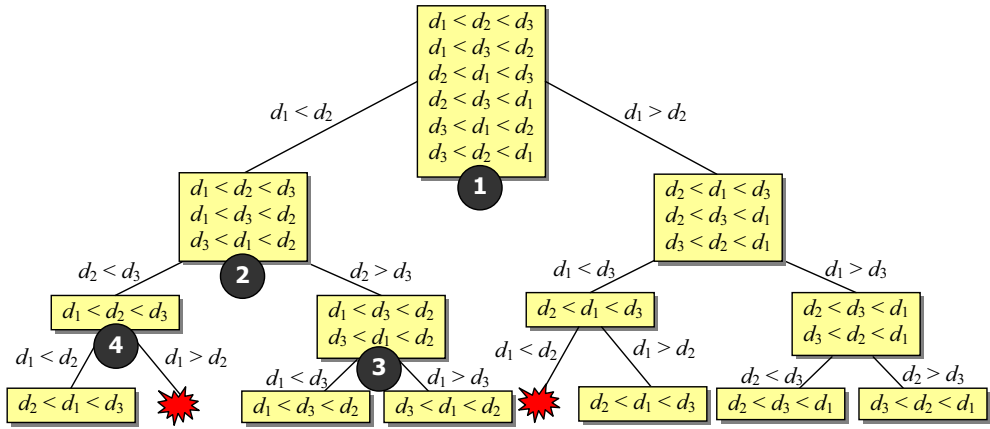 d₁ < d₂ < d₃
d₁ < d₃ < d₂
d₂ < d₁ < d₃
d₂ < d₃ < d₁
d₃ < d₁ < d₂
d₃ < d₂ < d₁
1
d₁ < d₂
d₁ > d₂
d₁ < d₂ < d₃
d₁ < d₃ < d₂
d₃ < d₁ < d₂
2
d₂ < d₁ < d₃
d₂ < d₃ < d₁
d₃ < d₂ < d₁
d₂ < d₃
d₂ > d₃
d₁ < d₃
d₁ > d₃
d₁ < d₂ < d₃
4
d₁ < d₃ < d₂
d₃ < d₁ < d₂
3
d₂ < d₁ < d₃
d₂ < d₃ < d₁
d₃ < d₂ < d₁
d₁ < d₂
d₁ > d₂
d₁ < d₃
d₁ > d₃
d₁ < d₂
d₁ > d₂
d₂ < d₃
d₂ > d₃
d₂ < d₁ < d₃
d₁ < d₃ < d₂
d₃ < d₁ < d₂
d₂ < d₁ < d₃
d₂ < d₃ < d₁
d₃ < d₂ < d₁